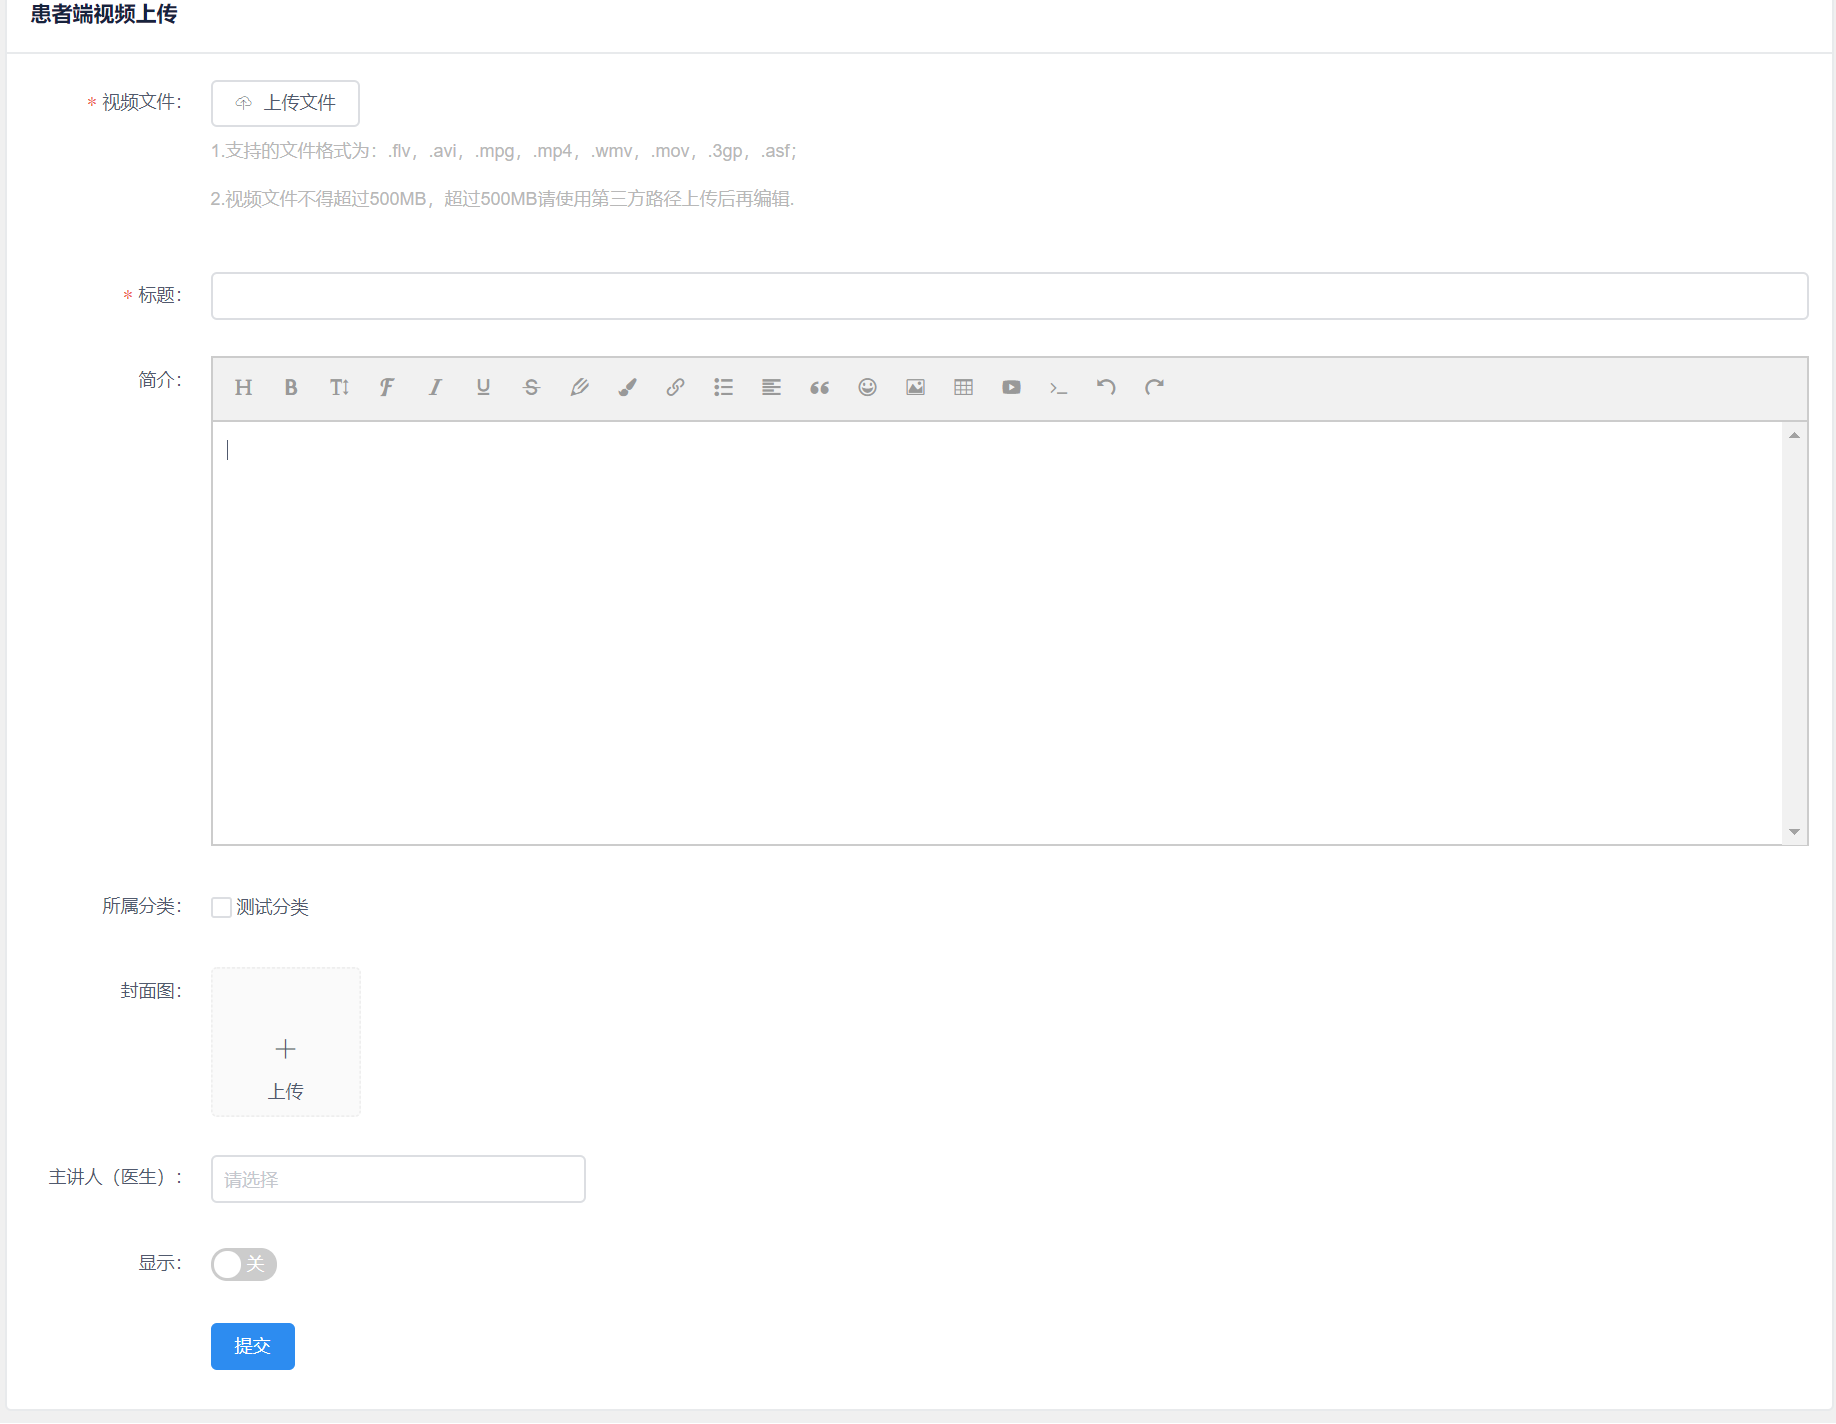 患者端视频上传
* 视频文件： 上传文件
1.支持的文件格式为：.flv，.avi，.mpg，.mp4，.wmv，.mov，.3gp，.asf；
2.视频文件不得超过500MB，超过500MB请使用第三方路径上传后再编辑.
* 标题：
简介：
所属分类： 测试分类
封面图：
上传
主讲人（医生）： 请选择
显示： 关
提交